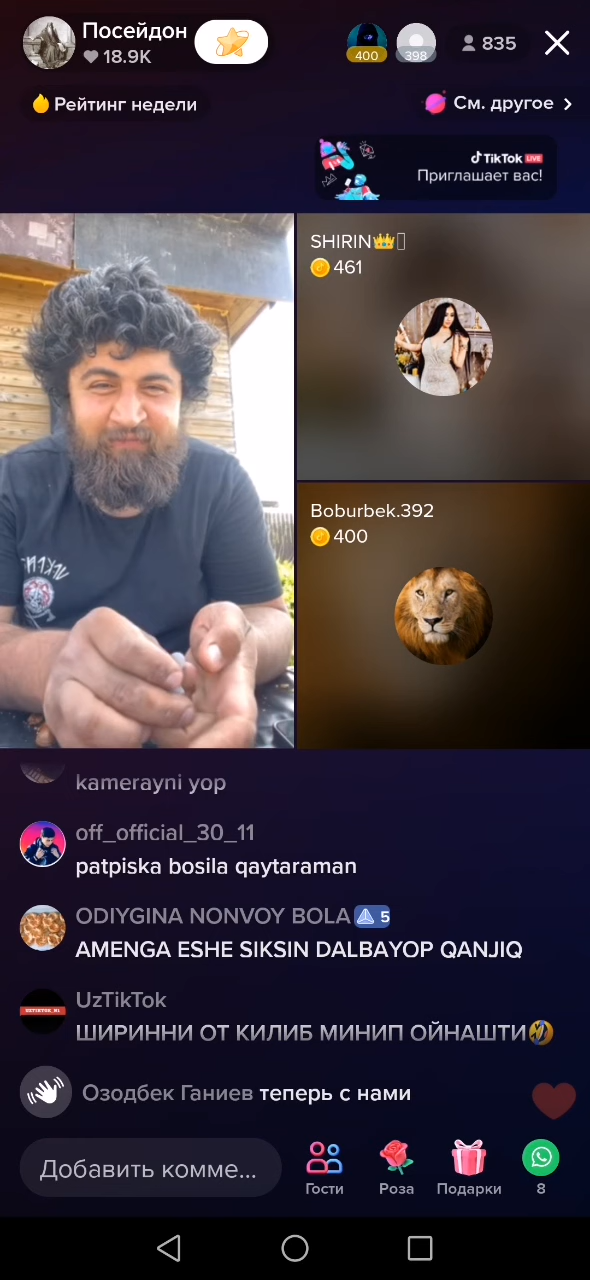 Посейдон
18.9K
400
398
835
Рейтинг недели
См. другое
TikTok LIVE
Приглашает вас!
SHIRIN👑
461
Boburbek.392
400
kamerayni yop
off_official_30_11
patpiska bosila qaytaraman
ODIYGINA NONVOY BOLA 5
AMENGA ESHE SIKSIN DALBAYOP QANJIQ
UzTikTok
ШИРИННИ ОТ КИЛИБ МИНИП ОЙНАШТИ🤣
Озодбек Ганиев теперь с нами
Добавить комме...
Гости
Роза
Подарки
8